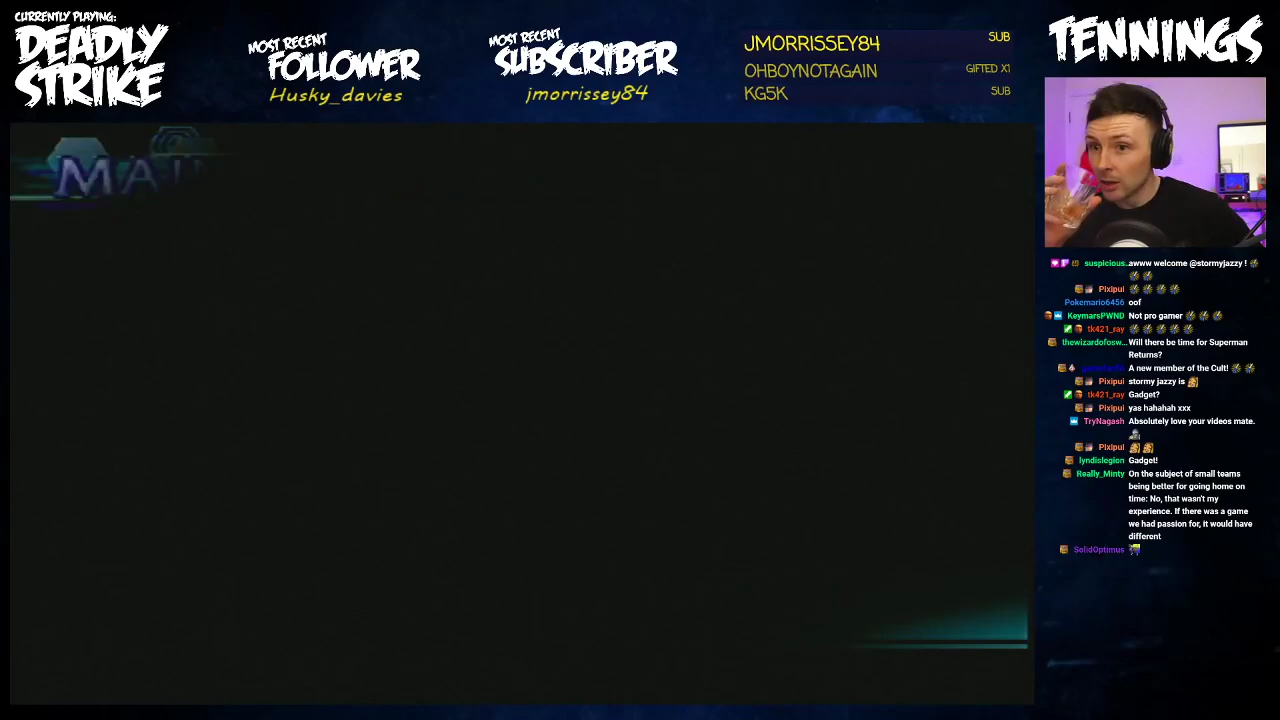 CURRENTLY PLAYING:
DEADLY
STRIKE
MOST RECENT
FOLLOWER
Husky_davies
MOST RECENT
SUBSCRIBER
jmorrissey84
JMORRISSEY84 SUB
OHBOYNOTAGAIN GIFTED X1
KG5K SUB
TENNINGS
MAI
suspicious.. awww welcome @stormyjazzy !
Pixipui
Pokemario6456 oof
KeymarsPWND Not pro gamer
tk421_ray
thewizardofosw... Will there be time for Superman
Returns?
A new member of the Cult!
Pixipui stormy jazzy is
tk421_ray Gadget?
Pixipui yas hahahah xxx
TryNagash Absolutely love your videos mate.
Pixipui
lyndislegion Gadget!
Really_Minty On the subject of small teams
being better for going home on
time: No, that wasn't my
experience. If there was a game
we had passion for, it would have
different
SolidOptimus